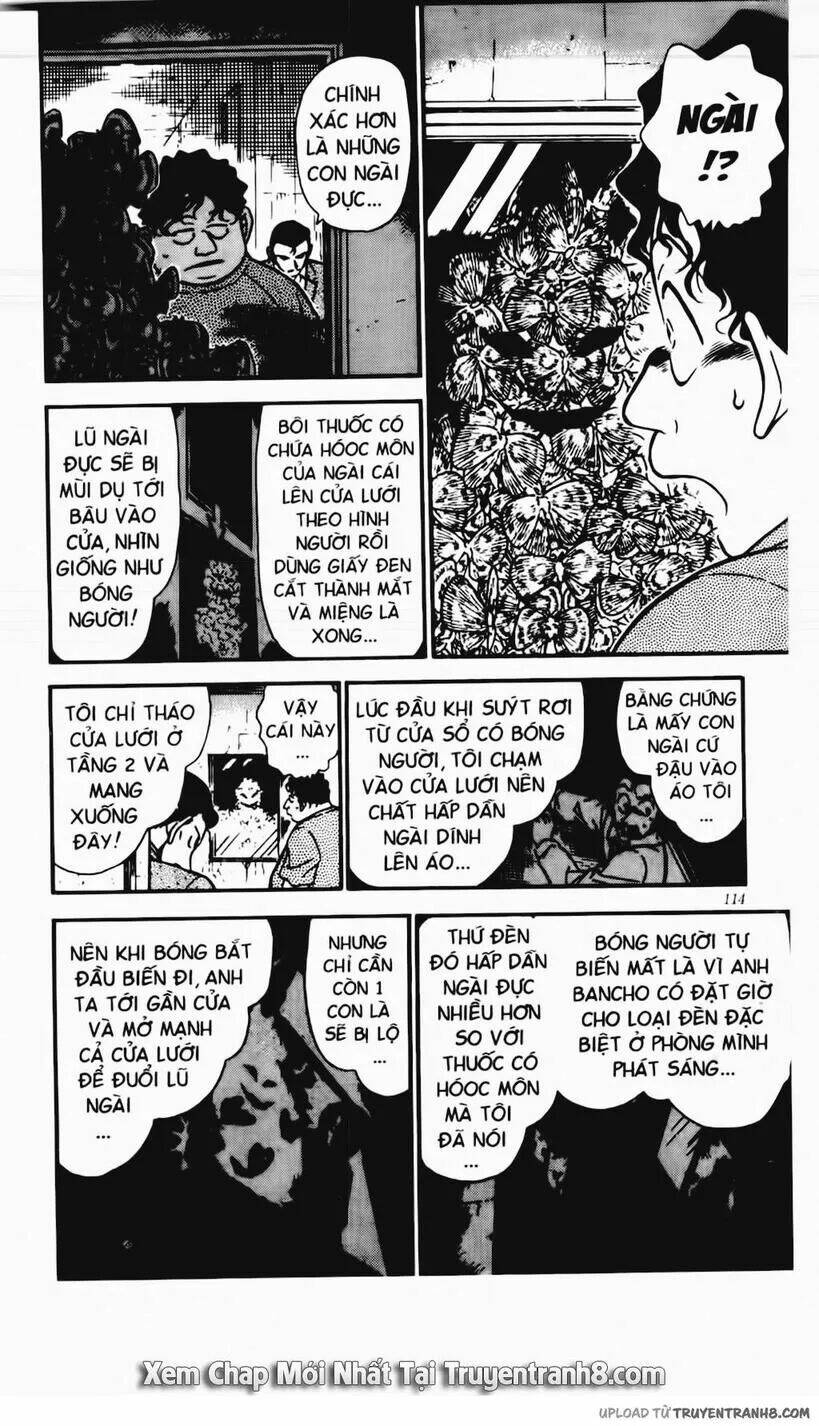 NGÀI
!?
CHÍNH
XÁC HƠN
LÀ NHỮNG
CON NGÀI
ĐỰC...
BÔI THUỐC CÓ
CHỨA HÓOC MÔN
CỦA NGÀI CÁI
LÊN CỬA LƯỚI
THEO HÌNH
NGƯỜI RỒI
DÙNG GIẤY ĐEN
CẮT THÀNH MẮT
VÀ MIỆNG LÀ
XONG...
LŨ NGÀI
ĐỰC SẼ BỊ
MÙI DỤ TỚI
BÂU VÀO
CỬA, NHÌN
GIỐNG NHƯ
BÓNG
NGƯỜI!
BẰNG CHỨNG
LÀ MẤY CON
NGÀI CỨ
ĐẬU VÀO
ÁO TÔI
...
LÚC ĐẦU KHI SUÝT RƠI
TỪ CỬA SỔ CÓ BÓNG
NGƯỜI, TÔI CHẠM
VÀO CỬA LƯỚI NÊN
CHẤT HẤP DẪN
NGÀI DÍNH
LÊN ÁO...
VẬY
CÁI NÀY
...
TÔI CHỈ THÁO
CỬA LƯỚI Ở
TẦNG 2 VÀ
MANG
XUỐNG
ĐÂY!
114
BÓNG NGƯỜI TỰ
BIẾN MẤT LÀ VÌ ANH
BANCHO CÓ ĐẶT GIỜ
CHO LOẠI ĐÈN ĐẶC
BIỆT Ở PHÒNG MÌNH
PHÁT SÁNG...
THỨ ĐÈN
ĐÓ HẤP DẪN
NGÀI ĐỰC
NHIỀU HƠN
SO VỚI
THUỐC CÓ
HÓOC MÔN
MÀ TÔI
ĐÃ NÓI
...
NHƯNG
CHỈ CẦN
CÒN 1
CON LÀ
SẼ BỊ LỘ
...
NÊN KHI BÓNG BẮT
ĐẦU BIẾN ĐI, ANH
TA TỚI GẦN CỬA
VÀ MỞ MẠNH
CẢ CỬA LƯỚI
ĐỂ ĐUỔI LŨ
NGÀI
...
Xem Chap Mới Nhất Tại Truyentranh8.com
UPLOAD TỪ TRUYENTRANH8.COM